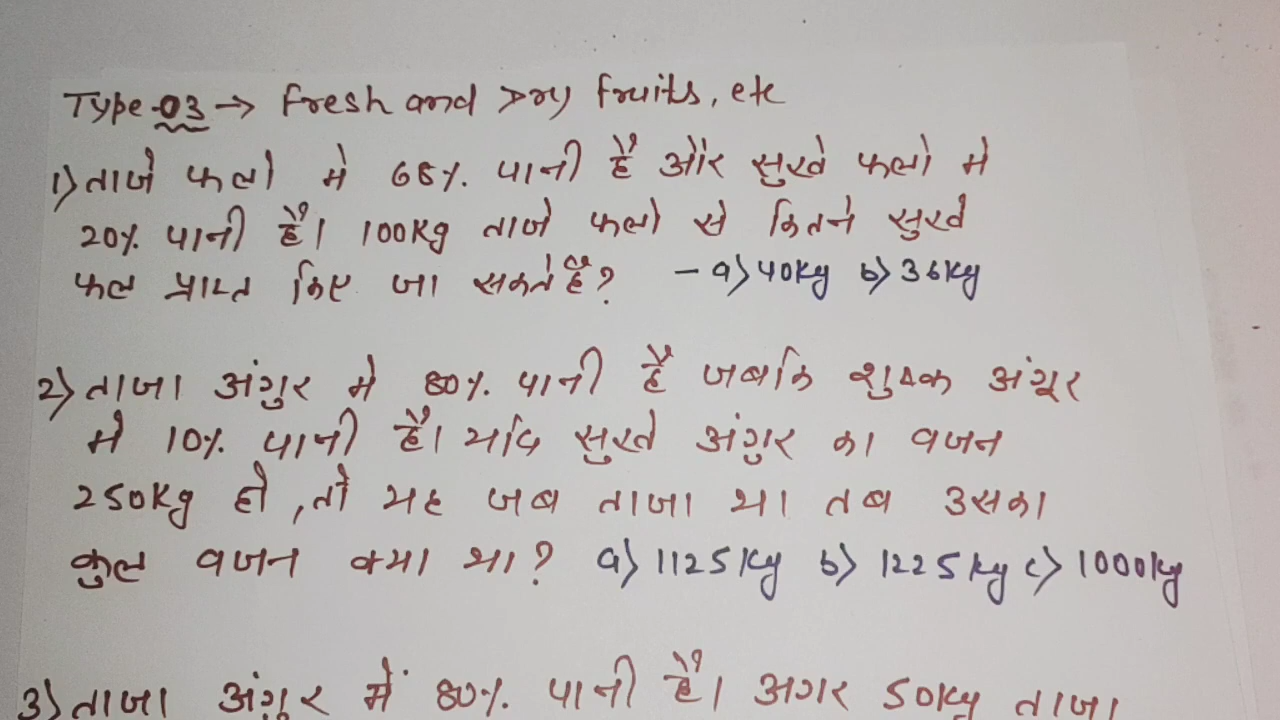 Type-03 → Fresh and Dry fruits, etc
1) ताजे फलो मे 68% पानी हैं और सुखे फलो मे
20% पानी हैं। 100kg ताजे फलो से कितने सुखे
फल प्राप्त किए जा सकते हैं? - a) 40kg b) 36kg
2) ताजा अंगुर मे 80% पानी हैं जबकि शुष्क अंगूर
मे 10% पानी हैं। यदि सुखे अंगुर का वजन
250kg हो, तो यह जब ताजा था तब उसका
कुल वजन क्या था? a) 1125kg b) 1225kg c) 1000kg
3) ताजा अंगुर में 80% पानी हैं। अगर 50kg ताजा